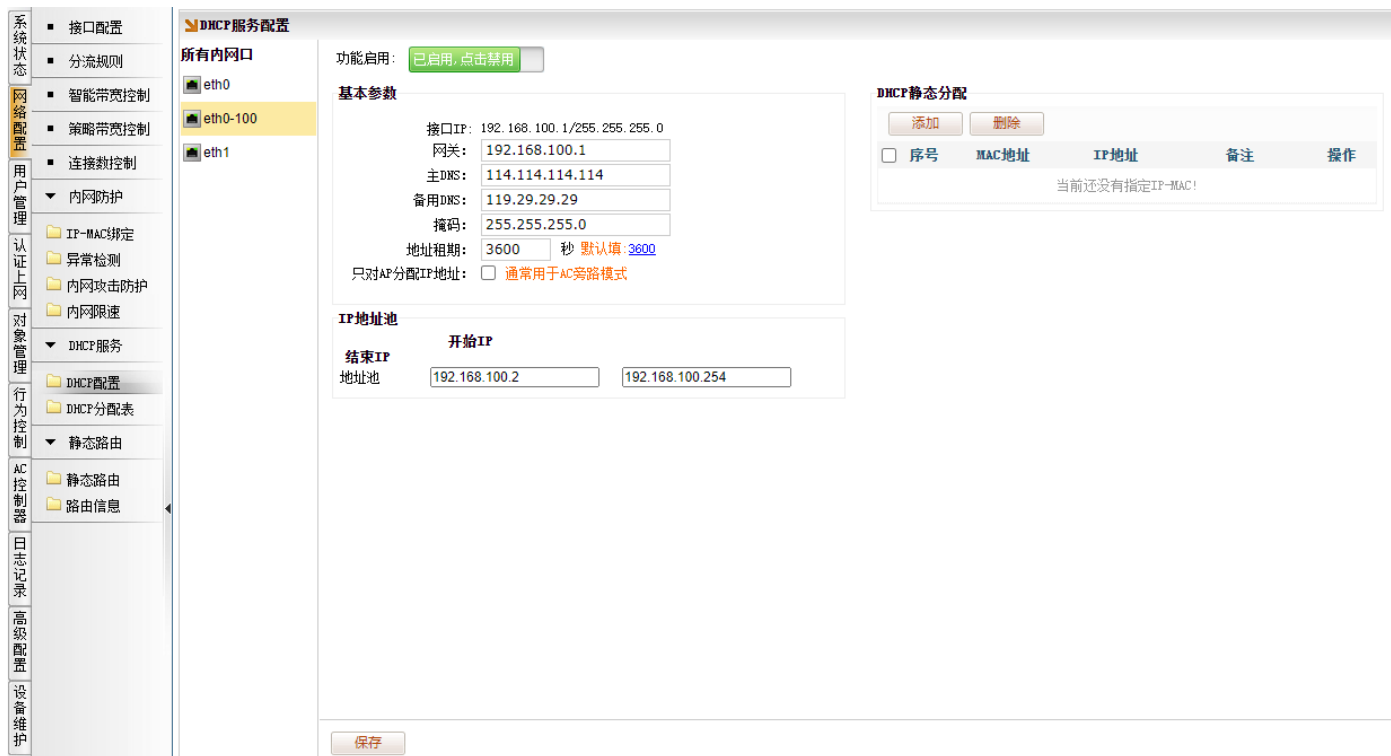 系统状态
网络配置
用户管理
认证上网
对象管理
行为控制
AC控制器
日志记录
高级配置
设备维护
接口配置
分流规则
智能带宽控制
策略带宽控制
连接数控制
内网防护
IP-MAC绑定
异常检测
内网攻击防护
内网限速
DHCP服务
DHCP配置
DHCP分配表
静态路由
静态路由
路由信息
DHCP服务配置
所有内网口
eth0
eth0-100
eth1
功能启用: 已启用,点击禁用
基本参数
接口IP: 192.168.100.1/255.255.255.0
网关: 192.168.100.1
主DNS: 114.114.114.114
备用DNS: 119.29.29.29
掩码: 255.255.255.0
地址租期: 3600 秒 默认填:3600
只对AP分配IP地址: 通常用于AC旁路模式
IP地址池
开始IP
结束IP
地址池 192.168.100.2 192.168.100.254
DHCP静态分配
添加 删除
序号 MAC地址 IP地址 备注 操作
当前还没有指定IP-MAC!
保存